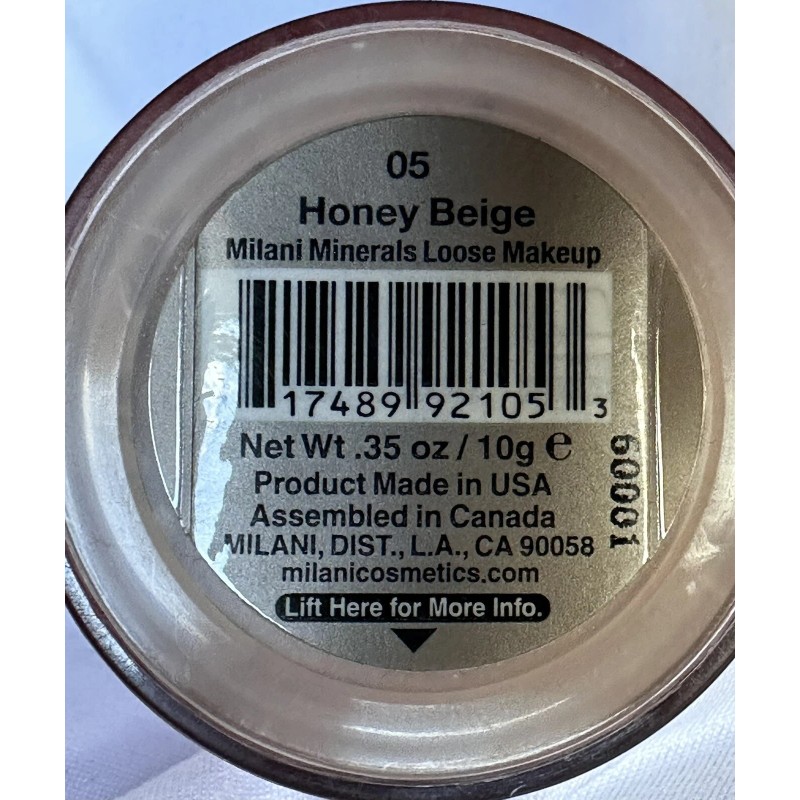 05
Honey Beige
Milani Minerals Loose Makeup
17489 92105 3
Net Wt .35 oz / 10g ℮
Product Made in USA
Assembled in Canada
MILANI, DIST., L.A., CA 90058
milanicosmetics.com
Lift Here for More Info.
60001